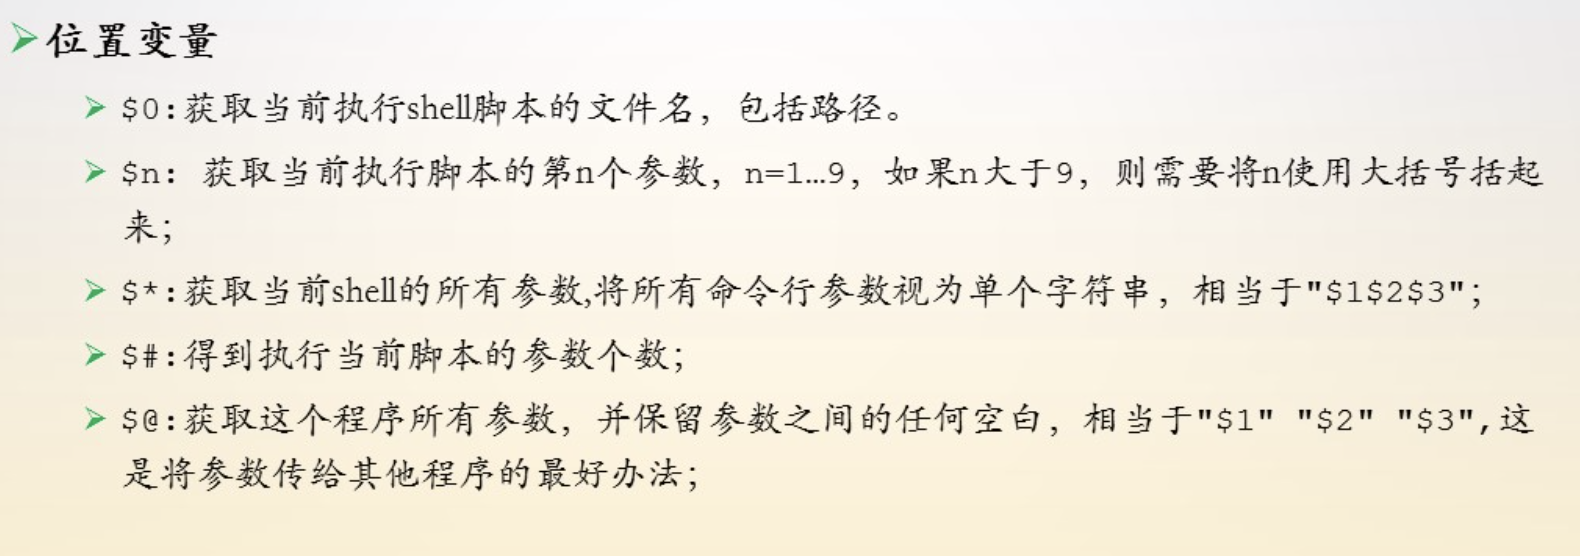 位置变量
$0:获取当前执行shell脚本的文件名，包括路径。
$n: 获取当前执行脚本的第n个参数，n=1…9，如果n大于9，则需要将n使用大括号括起
来；
$*:获取当前shell的所有参数,将所有命令行参数视为单个字符串，相当于"$1$2$3"；
$#:得到执行当前脚本的参数个数；
$@:获取这个程序所有参数，并保留参数之间的任何空白，相当于"$1" "$2" "$3",这
是将参数传给其他程序的最好办法；